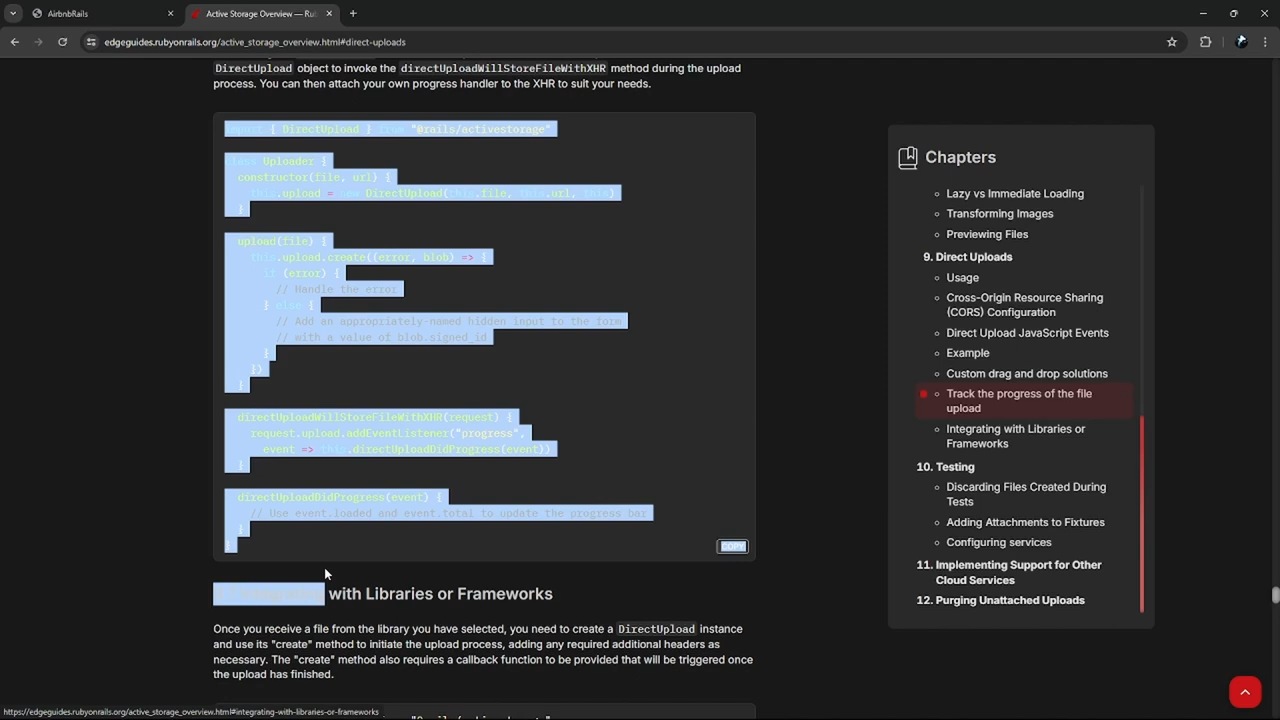 AirbnbRails
Active Storage Overview — Ru
edgeguides.rubyonrails.org/active_storage_overview.html#direct-uploads
DirectUpload object to invoke the directUploadWillStoreFileWithXHR method during the upload
process. You can then attach your own progress handler to the XHR to suit your needs.
import { DirectUpload } from "@rails/activestorage"
class Uploader {
constructor(file, url) {
this.upload = new DirectUpload(this.file, this.url, this)
}
upload(file) {
this.upload.create((error, blob) => {
if (error) {
// Handle the error
} else {
// Add an appropriately-named hidden input to the form
// with a value of blob.signed_id
}
})
}
directUploadWillStoreFileWithXHR(request) {
request.upload.addEventListener("progress",
event => this.directUploadDidProgress(event))
}
directUploadDidProgress(event) {
// Use event.loaded and event.total to update the progress bar
}
}
COPY
Integrating with Libraries or Frameworks
Once you receive a file from the library you have selected, you need to create a DirectUpload instance
and use its "create" method to initiate the upload process, adding any required additional headers as
necessary. The "create" method also requires a callback function to be provided that will be triggered once
the upload has finished.
Chapters
Lazy vs Immediate Loading
Transforming Images
Previewing Files
9. Direct Uploads
Usage
Cross-Origin Resource Sharing
(CORS) Configuration
Direct Upload JavaScript Events
Example
Custom drag and drop solutions
Track the progress of the file
upload
Integrating with Libraries or
Frameworks
10. Testing
Discarding Files Created During
Tests
Adding Attachments to Fixtures
Configuring services
11. Implementing Support for Other
Cloud Services
12. Purging Unattached Uploads
https://edgeguides.rubyonrails.org/active_storage_overview.html#integrating-with-libraries-or-frameworks